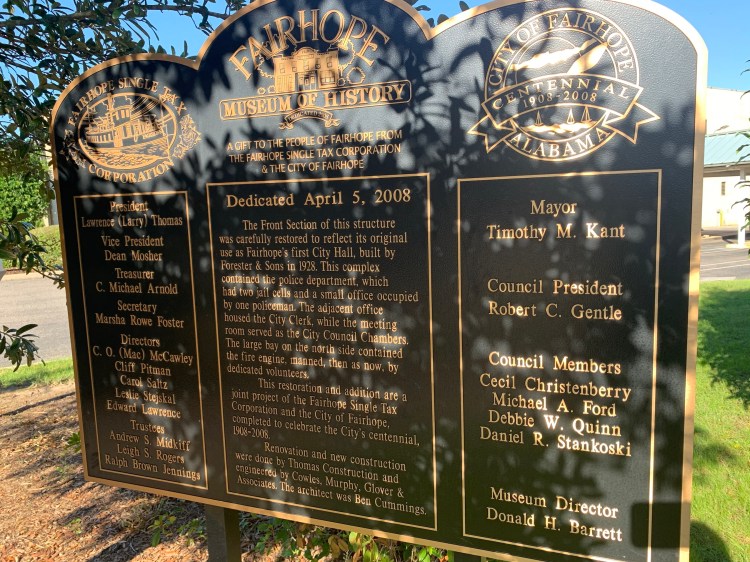 FAIRHOPE SINGLE TAX
CORPORATION
President
Lawrence (Larry) Thomas
Vice President
Dean Mosher
Treasurer
C. Michael Arnold
Secretary
Marsha Rowe Foster
Directors
C. O. (Mac) McCawley
Cliff Pitman
Carol Saltz
Leslie Stejskal
Edward Lawrence
Trustees
Andrew S. Midkiff
Leigh S. Rogers
Ralph Brown Jennings
FAIRHOPE
MUSEUM OF HISTORY
A GIFT TO THE PEOPLE OF FAIRHOPE FROM
THE FAIRHOPE SINGLE TAX CORPORATION
& THE CITY OF FAIRHOPE
Dedicated April 5, 2008
The Front Section of this structure
was carefully restored to reflect its original
use as Fairhope's first City Hall, built by
Forester & Sons in 1928. This complex
contained the police department, which
had two jail cells and a small office occupied
by one policeman. The adjacent office
housed the City Clerk, while the meeting
room served as the City Council Chambers.
The large bay on the north side contained
the fire engine, manned, then as now, by
dedicated volunteers.
This restoration and addition are a
joint project of the Fairhope Single Tax
Corporation and the City of Fairhope,
completed to celebrate the City's centennial,
1908-2008.
Renovation and new construction
were done by Thomas Construction and
engineered by Cowles, Murphy, Glover &
Associates. The architect was Ben Cummings.
CITY OF FAIRHOPE
CENTENNIAL
1908-2008
ALABAMA
Mayor
Timothy M. Kant
Council President
Robert C. Gentle
Council Members
Cecil Christenberry
Michael A. Ford
Debbie W. Quinn
Daniel R. Stankoski
Museum Director
Donald H. Barrett